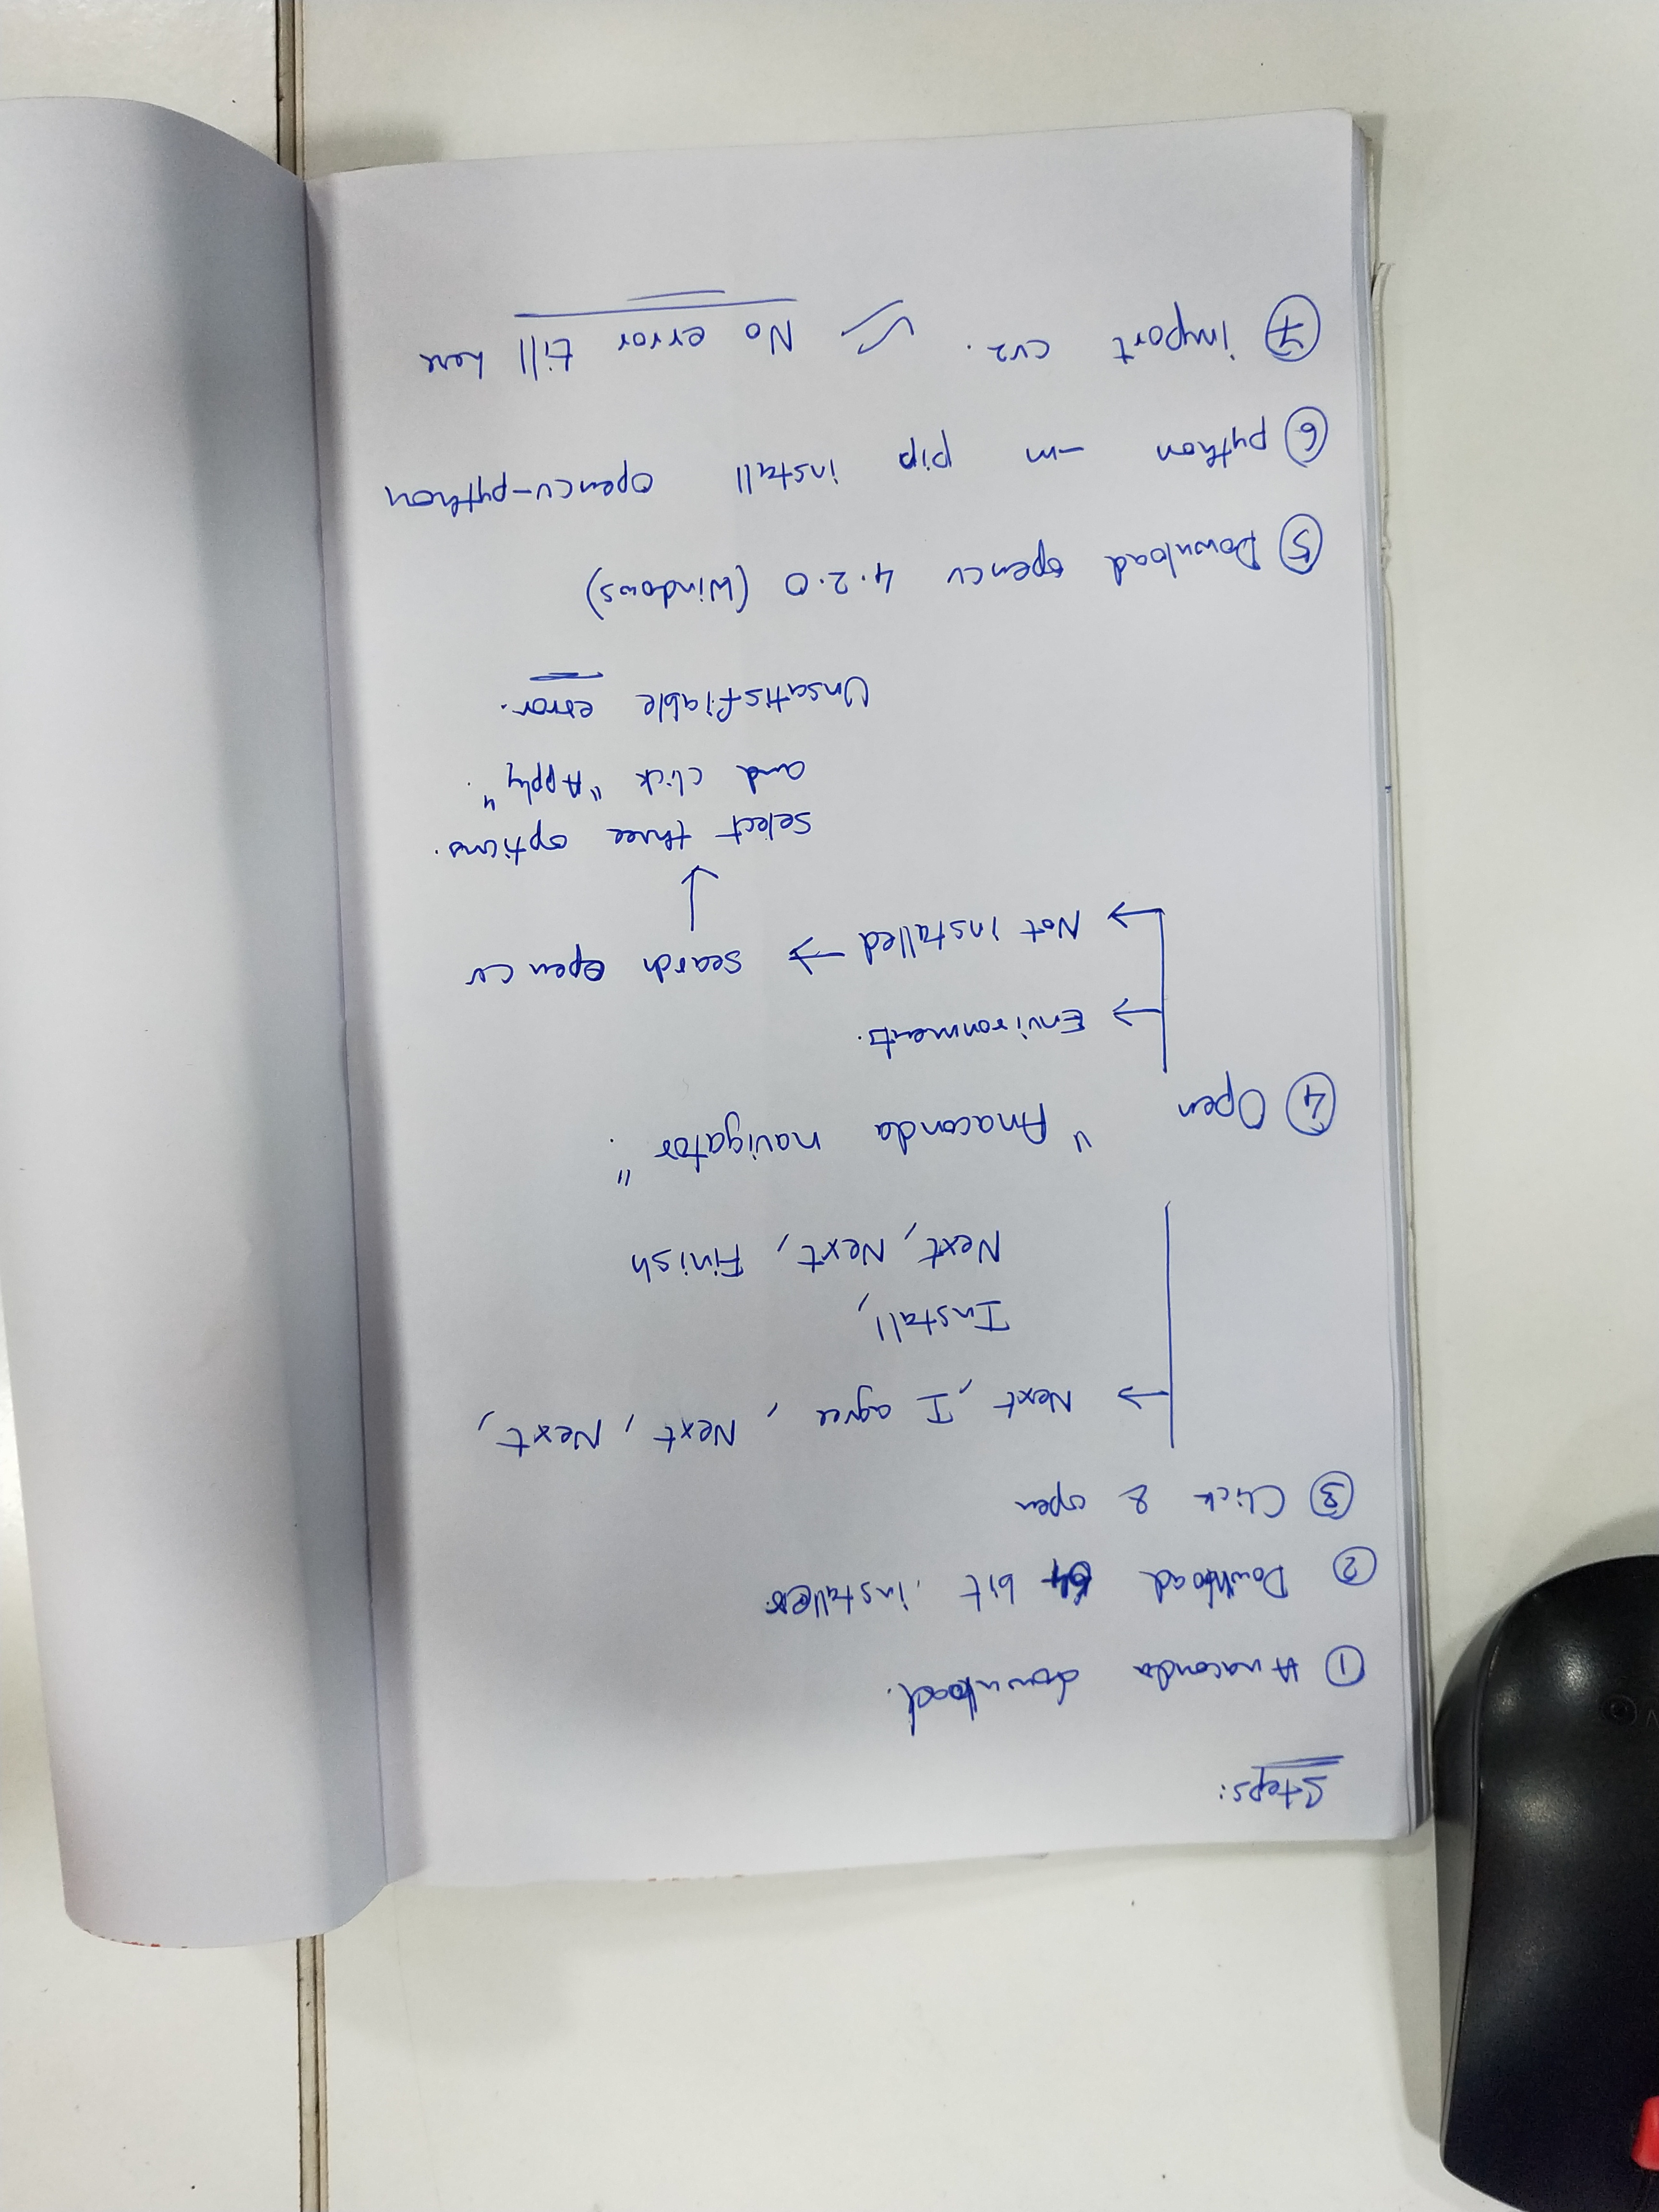 Steps:
① Anaconda download.
② Download 64 bit installer.
③ Click & open
→ Next, I agree, Next, Next,
Install,
Next, Next, Finish
④ Open "Anaconda navigator".
→ Environments.
→ Not installed → search opencv
↓
Select three options.
and click "Apply".
Unsatisfiable error.
⑤ Download opencv 4.2.0 (Windows)
⑥ python -m pip install opencv-python
⑦ import cv2. No error till here